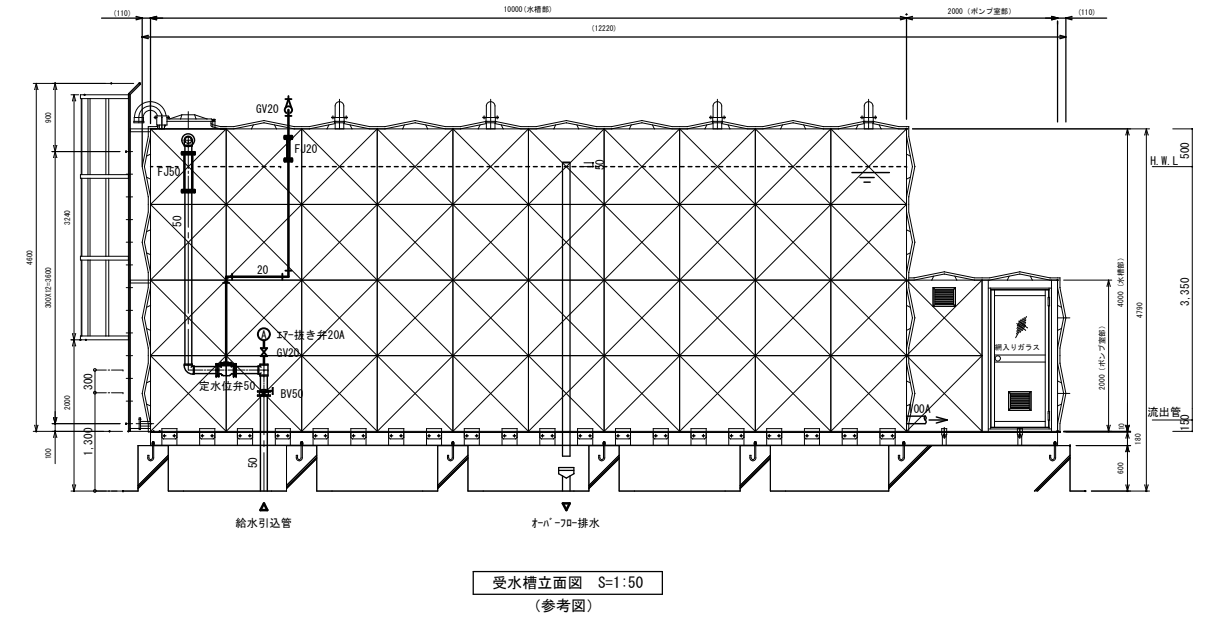 (110)
10000(水槽部)
2000 (ポンプ室部)
(110)
(12220)
GV20
FJ20
FJ50
50
50
20
H.W.L
500
900
300X12=3600
4600
3240
2000
100
300
1,300
エアー抜き弁20A
A
GV20
定水位弁50
BV50
50
網入りガラス
100A
4000 (水槽部)
2000 (ポンプ室部)
4790
3,350
流出管
150
10
180
600
給水引込管
オーバーフロー排水
受水槽立面図 S=1:50
(参考図)